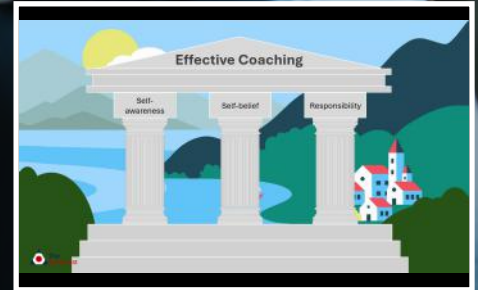 Effective Coaching
Self-
awareness
Self-belief
Responsibility